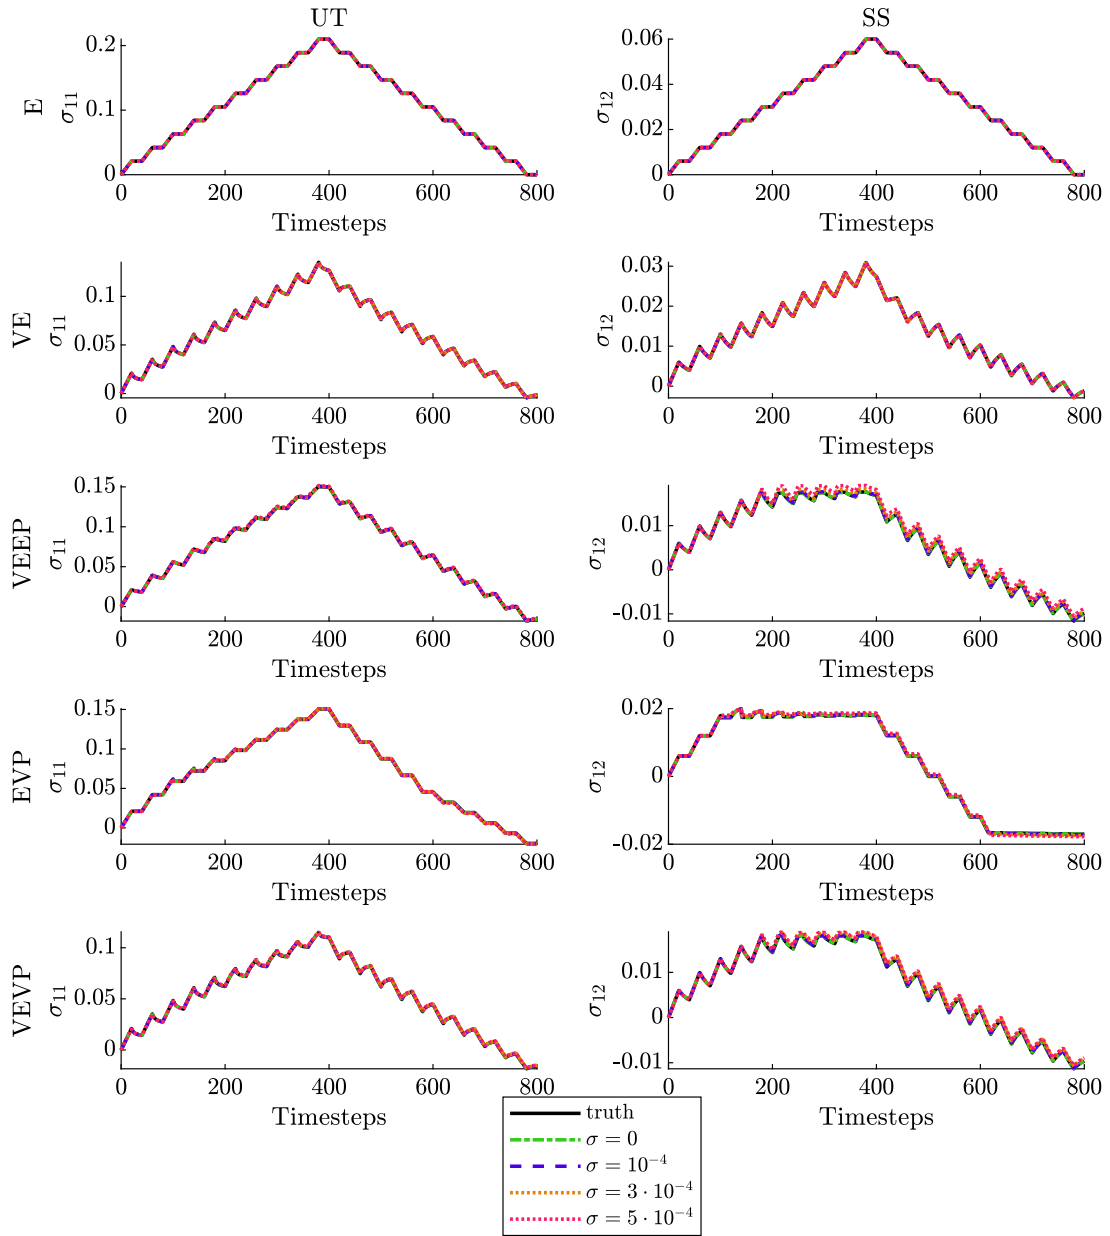 UT
SS
E
σ11
0.2
0.1
0
0 200 400 600 800
Timesteps
σ12
0.06
0.04
0.02
0
0 200 400 600 800
Timesteps
VE
σ11
0.1
0.05
0
0 200 400 600 800
Timesteps
σ12
0.03
0.02
0.01
0
0 200 400 600 800
Timesteps
VEEP
σ11
0.15
0.1
0.05
0
0 200 400 600 800
Timesteps
σ12
0.01
0
-0.01
0 200 400 600 800
Timesteps
EVP
σ11
0.15
0.1
0.05
0
0 200 400 600 800
Timesteps
σ12
0.02
0
-0.02
0 200 400 600 800
Timesteps
VEVP
σ11
0.1
0.05
0
0 200 400 600 800
Timesteps
σ12
0.01
0
-0.01
0 200 400 600 800
Timesteps
truth
σ = 0
σ = 10⁻⁴
σ = 3 · 10⁻⁴
σ = 5 · 10⁻⁴